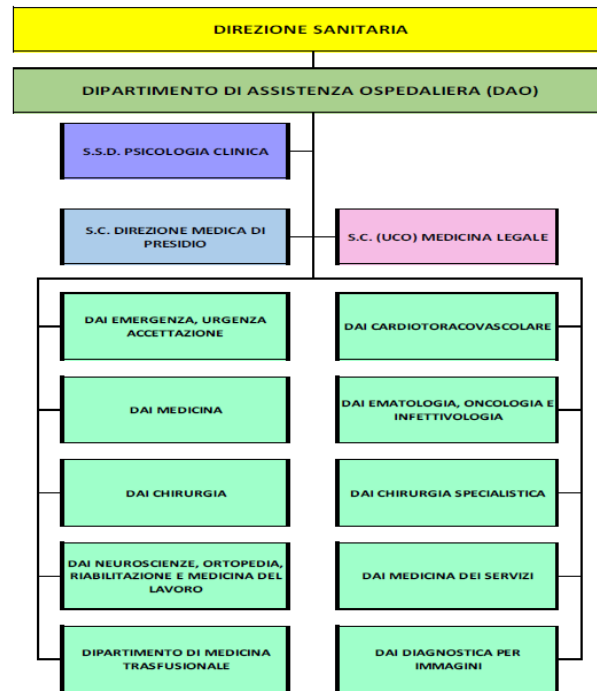 DIREZIONE SANITARIA
DIPARTIMENTO DI ASSISTENZA OSPEDALIERA (DAO)
S.S.D. PSICOLOGIA CLINICA
S.C. DIREZIONE MEDICA DI
PRESIDIO
S.C. (UCO) MEDICINA LEGALE
DAI EMERGENZA, URGENZA
ACCETTAZIONE
DAI CARDIOTORACOVASCOLARE
DAI MEDICINA
DAI EMATOLOGIA, ONCOLOGIA E
INFETTIVOLOGIA
DAI CHIRURGIA
DAI CHIRURGIA SPECIALISTICA
DAI NEUROSCIENZE, ORTOPEDIA,
RIABILITAZIONE E MEDICINA DEL
LAVORO
DAI MEDICINA DEI SERVIZI
DIPARTIMENTO DI MEDICINA
TRASFUSIONALE
DAI DIAGNOSTICA PER
IMMAGINI